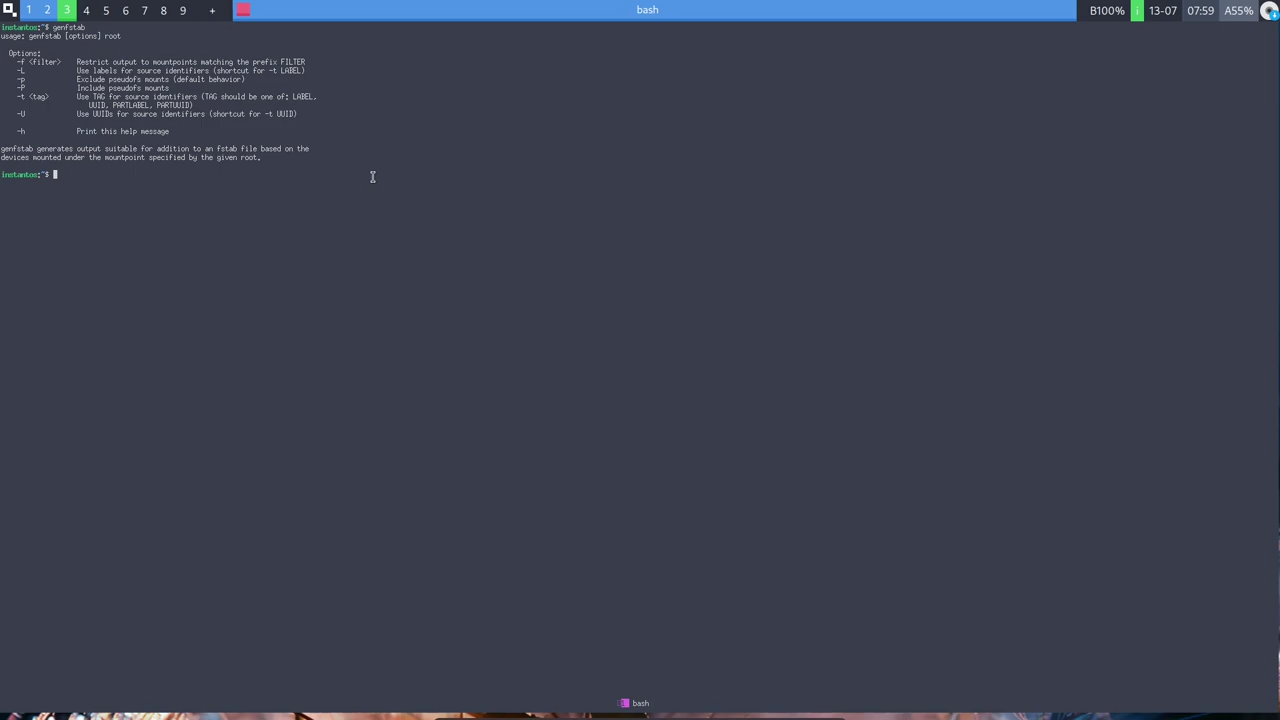 1 2 3 4 5 6 7 8 9 + bash B100% i 13-07 07:59 A55%
instantos:~$ genfstab
usage: genfstab [options] root
Options:
-f <filter> Restrict output to mountpoints matching the prefix FILTER
-L Use labels for source identifiers (shortcut for -t LABEL)
-p Exclude pseudofs mounts (default behavior)
-P Include pseudofs mounts
-t <tag> Use TAG for source identifiers (TAG should be one of: LABEL,
UUID, PARTLABEL, PARTUUID)
-U Use UUIDs for source identifiers (shortcut for -t UUID)
-h Print this help message
genfstab generates output suitable for addition to an fstab file based on the
devices mounted under the mountpoint specified by the given root.
instantos:~$
bash